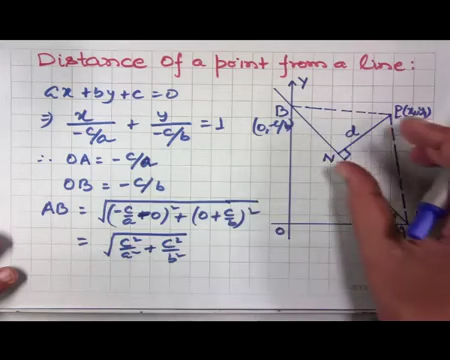 Distance of a point from a line:
ax + by + c = 0
⇒ x/(-c/a) + y/(-c/b) = 1
∴ OA = -c/a
OB = -c/b
AB = √((-c/a - 0)² + (0 + c/b)²)
= √(c²/a² + c²/b²)
Y
B
(0, -c/b)
P(x₁,y₁)
d
N
O